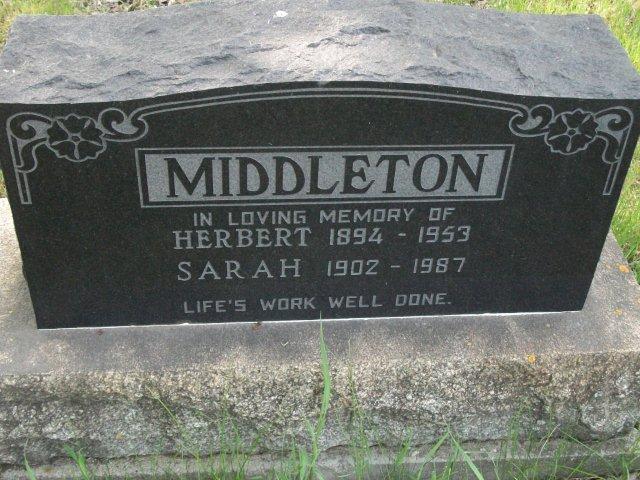 MIDDLETON
IN LOVING MEMORY OF
HERBERT 1894 - 1953
SARAH 1902 - 1987
LIFE'S WORK WELL DONE.